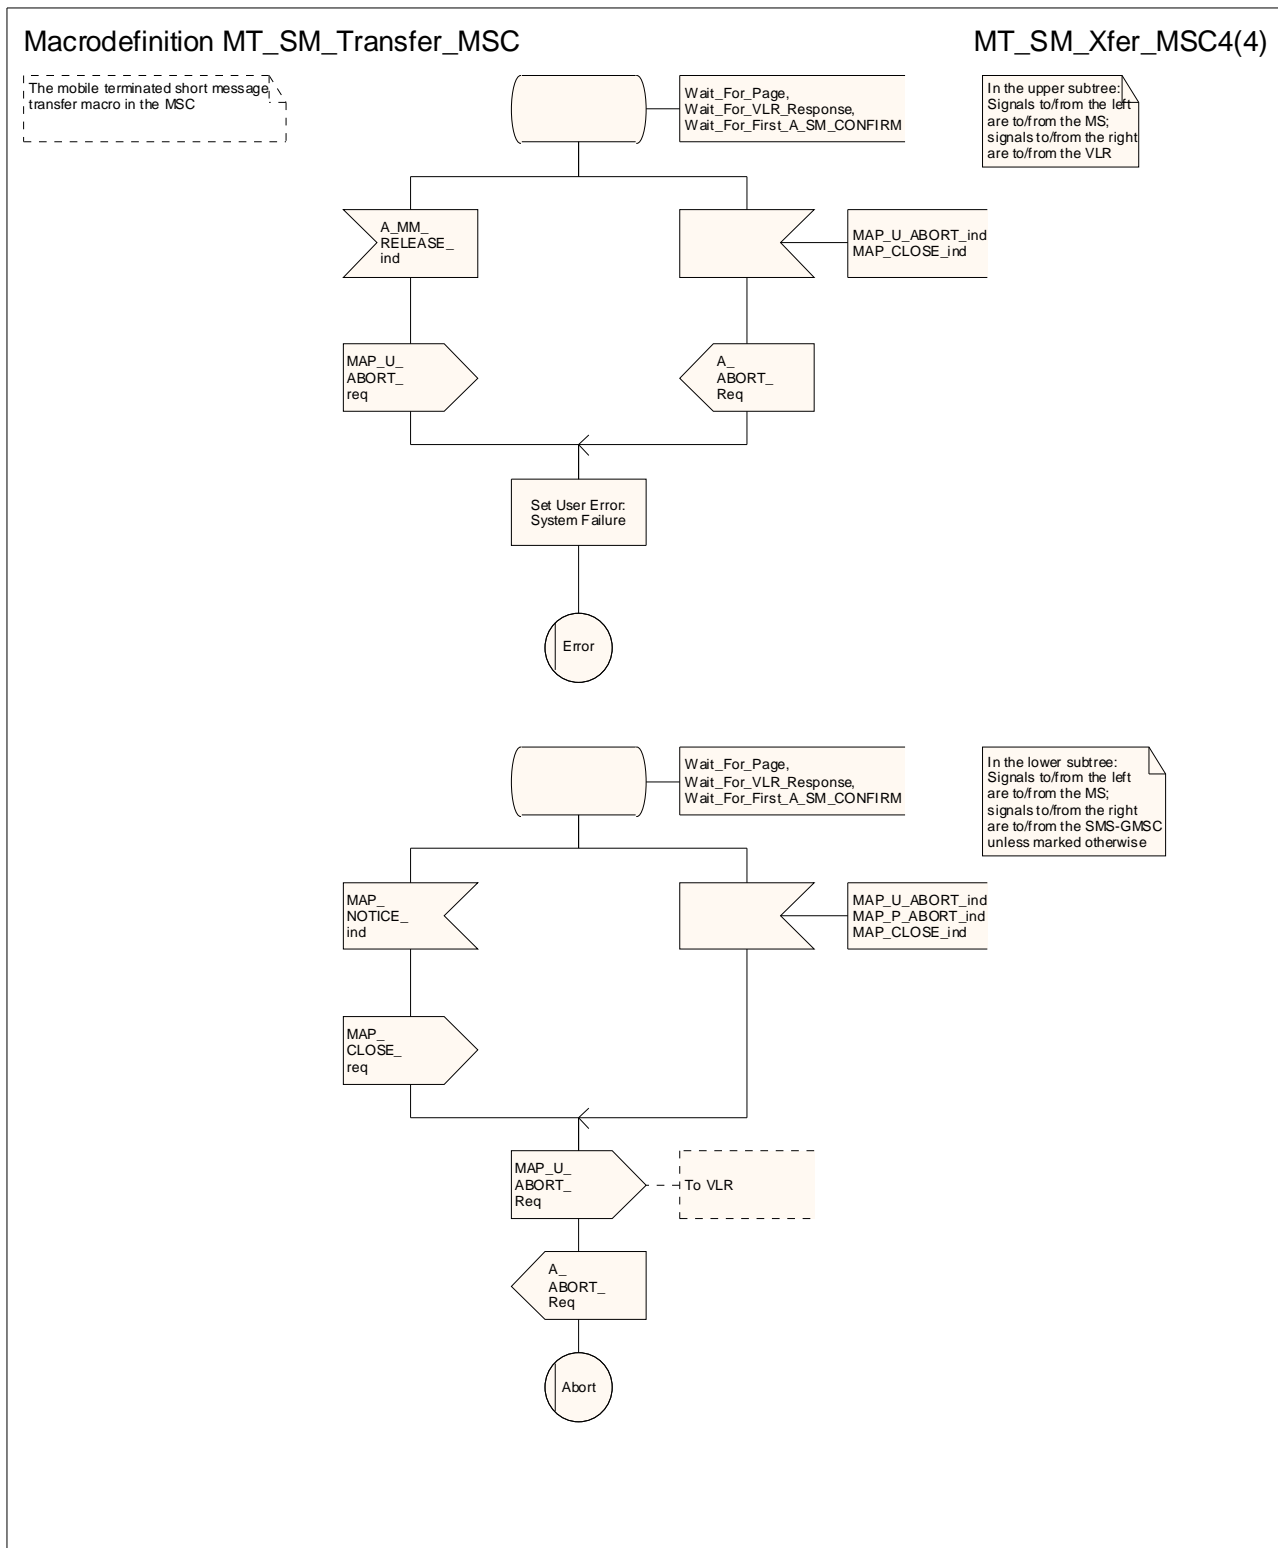 Macrodefinition MT_SM_Transfer_MSC
MT_SM_Xfer_MSC4(4)
The mobile terminated short message
transfer macro in the MSC
Wait_For_Page,
Wait_For_VLR_Response,
Wait_For_First_A_SM_CONFIRM
In the upper subtree:
Signals to/from the left
are to/from the MS;
signals to/from the right
are to/from the VLR
A_MM_
RELEASE_
ind
MAP_U_ABORT_ind
MAP_CLOSE_ind
MAP_U_
ABORT_
req
A_
ABORT_
Req
Set User Error:
System Failure
Error
Wait_For_Page,
Wait_For_VLR_Response,
Wait_For_First_A_SM_CONFIRM
In the lower subtree:
Signals to/from the left
are to/from the MS;
signals to/from the right
are to/from the SMS-GMSC
unless marked otherwise
MAP_
NOTICE_
ind
MAP_U_ABORT_ind
MAP_P_ABORT_ind
MAP_CLOSE_ind
MAP_
CLOSE_
req
MAP_U_
ABORT_
Req
To VLR
A_
ABORT_
Req
Abort